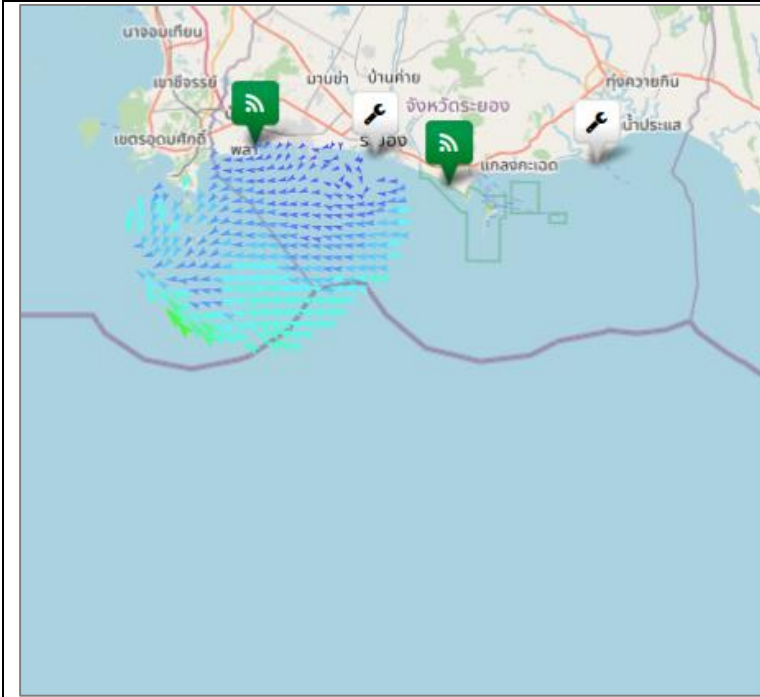 นาจอมเทียน
เขาชีจรรย์
มาบข่า
บ้านค่าย
ทุ่งควายกิน
จังหวัดระยอง
เขตรอุดมศักดิ์
พลา
น้ำประแส
แกลงกะเฉด